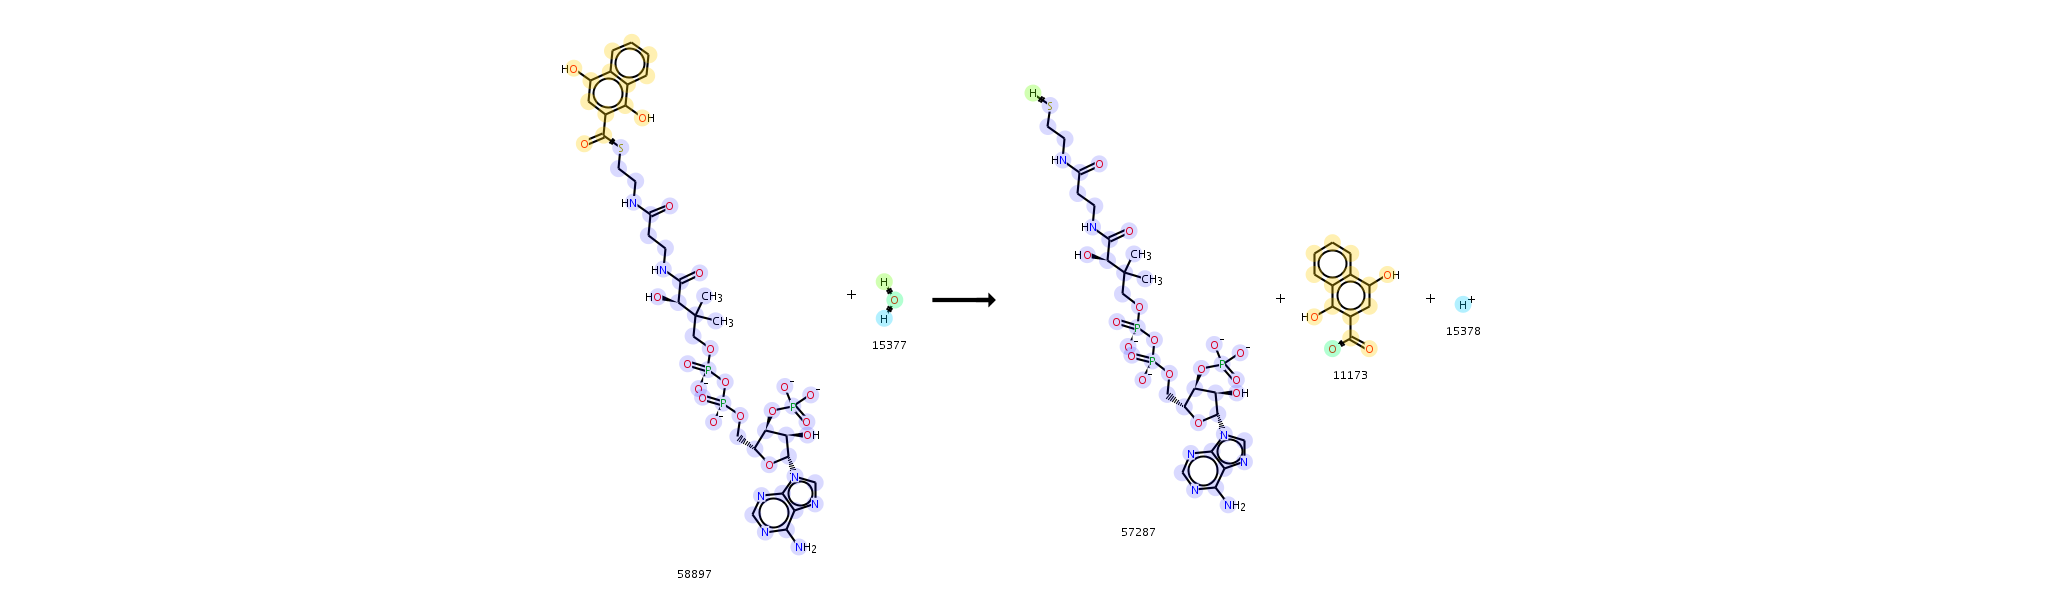 HO
OH
O
S
HN
O
HN
O
HO
CH3
CH3
O
O
P
O
O-
O
P
O
O-
O- O-
O P
O
OH
O
N
N
N
N
N
NH2
58897
+
H
O
H
15377
H
S
HN
O
HN
O
HO
CH3
CH3
O
O
P
O
O-
O
P
O
O-
O- O-
O P
O
OH
O
N
N
N
N
N
NH2
57287
+
OH
HO
O O
11173
+
H+
15378